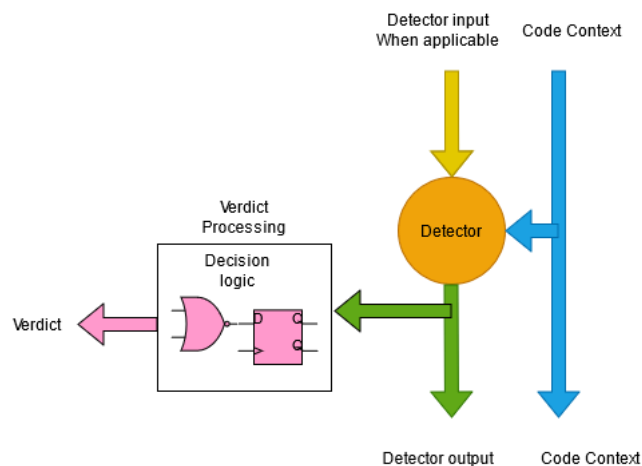 Detector input
When applicable
Code Context
Detector
Verdict
Processing
Decision
logic
D
Q
Q
Verdict
Detector output
Code Context